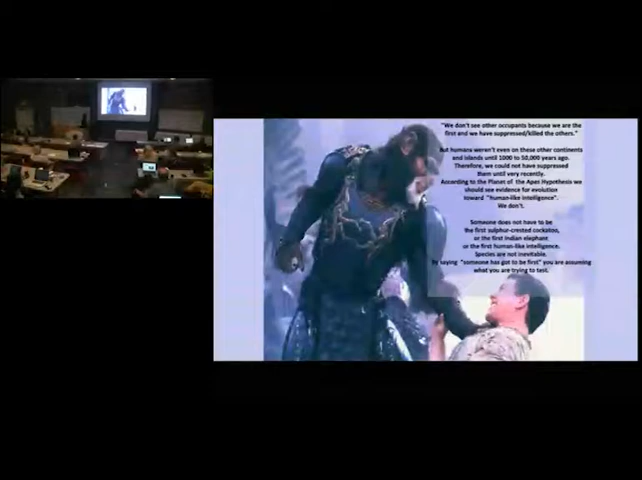 "We don't see other occupants because we are the
first and we have suppressed/killed the others."
But humans weren't even on these other continents
and islands until 1000 to 50,000 years ago.
Therefore, we could not have suppressed
them until very recently.
According to the Planet of the Apes Hypothesis we
should see evidence for evolution
toward "human-like intelligence".
We don't.
Someone does not have to be
the first sulphur-crested cockatoo,
or the first Indian elephant
or the first human-like intelligence.
Species are not inevitable.
By saying "someone has got to be first" you are assuming
what you are trying to test.